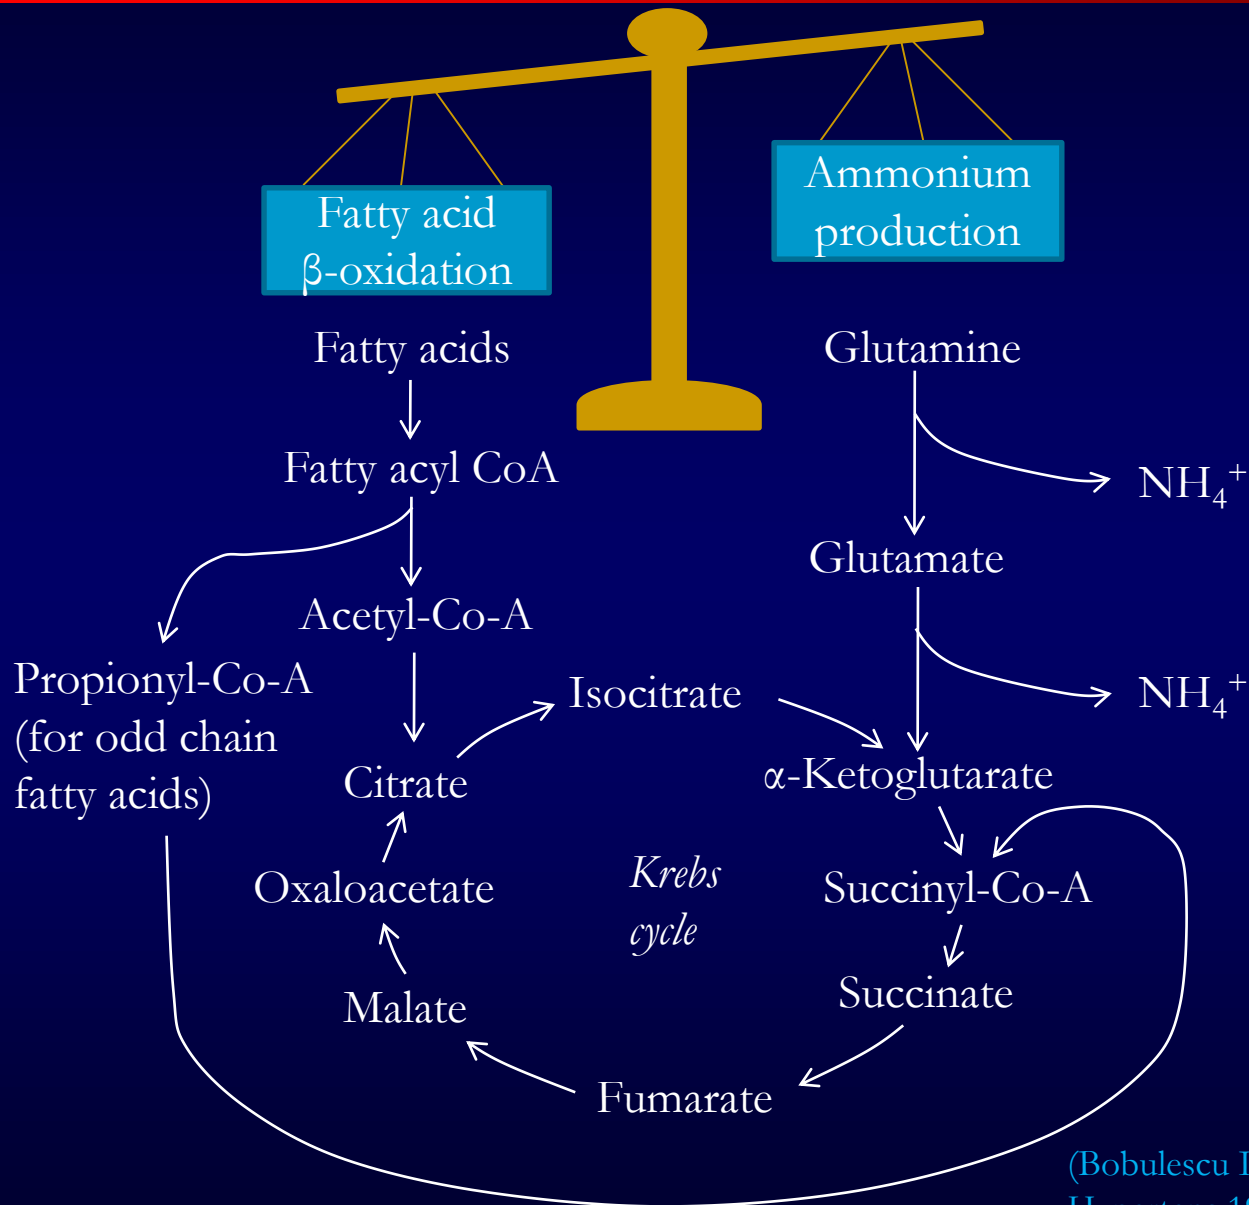 Fatty acid
β-oxidation
Ammonium
production
Fatty acids
Glutamine
Fatty acyl CoA
NH₄⁺
Glutamate
Acetyl-Co-A
Propionyl-Co-A
(for odd chain
fatty acids)
Isocitrate
NH₄⁺
Citrate
α-Ketoglutarate
Oxaloacetate
Krebs
cycle
Succinyl-Co-A
Malate
Succinate
Fumarate
(Bobulescu I